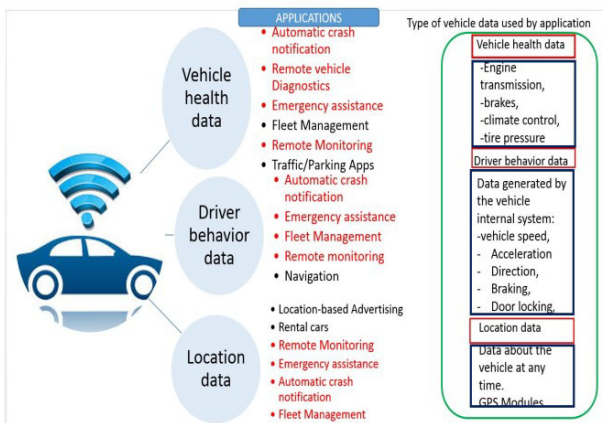 APPLICATIONS
Type of vehicle data used by application
Vehicle
health
data
• Automatic crash
notification
• Remote vehicle
Diagnostics
• Emergency assistance
• Fleet Management
• Remote Monitoring
• Traffic/Parking Apps
Driver
behavior
data
• Automatic crash
notification
• Emergency assistance
• Fleet Management
• Remote monitoring
• Navigation
Location
data
• Location-based Advertising
• Rental cars
• Remote Monitoring
• Emergency assistance
• Automatic crash
notification
• Fleet Management
Vehicle health data
-Engine
transmission,
-brakes,
-climate control,
-tire pressure
Driver behavior data
Data generated by
the vehicle
internal system:
-vehicle speed,
- Acceleration
- Direction,
- Braking,
- Door locking,
Location data
Data about the
vehicle at any
time.
GPS Modules